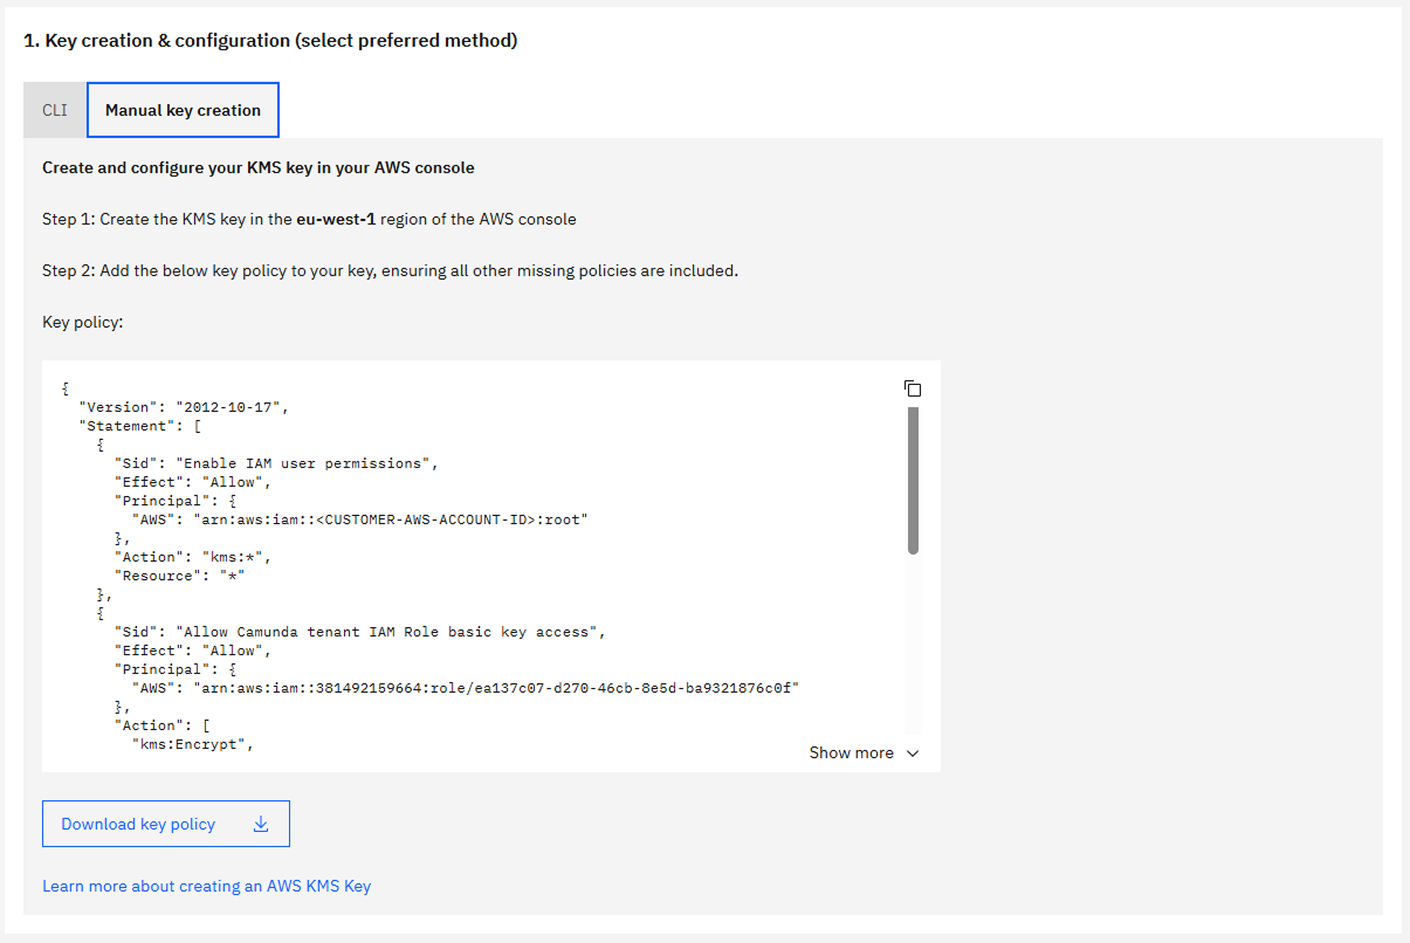 1. Key creation & configuration (select preferred method)
CLI
Manual key creation
Create and configure your KMS key in your AWS console
Step 1: Create the KMS key in the eu-west-1 region of the AWS console
Step 2: Add the below key policy to your key, ensuring all other missing policies are included.
Key policy:
{
  "Version": "2012-10-17",
  "Statement": [
    {
      "Sid": "Enable IAM user permissions",
      "Effect": "Allow",
      "Principal": {
        "AWS": "arn:aws:iam::<CUSTOMER-AWS-ACCOUNT-ID>:root"
      },
      "Action": "kms:*",
      "Resource": "*"
    },
    {
      "Sid": "Allow Camunda tenant IAM Role basic key access",
      "Effect": "Allow",
      "Principal": {
        "AWS": "arn:aws:iam::381492159664:role/ea137c07-d270-46cb-8e5d-ba9321876c0f"
      },
      "Action": [
        "kms:Encrypt",
Show more
Download key policy
Learn more about creating an AWS KMS Key